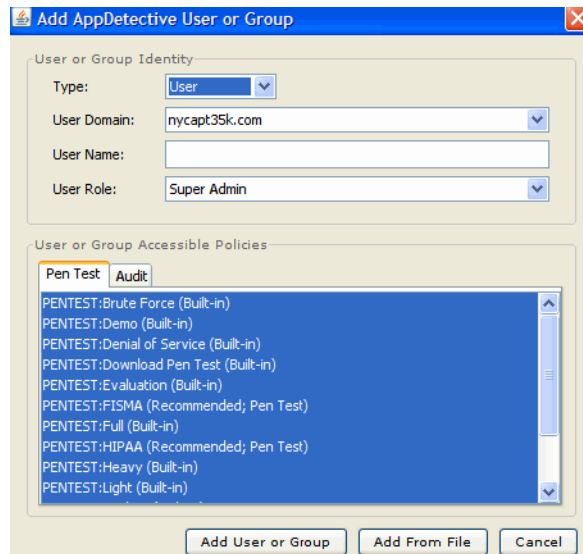 Add AppDetective User or Group
User or Group Identity
Type: User
User Domain: nycapt35k.com
User Name:
User Role: Super Admin
User or Group Accessible Policies
Pen Test Audit
PENTEST:Brute Force (Built-in)
PENTEST:Demo (Built-in)
PENTEST:Denial of Service (Built-in)
PENTEST:Download Pen Test (Built-in)
PENTEST:Evaluation (Built-in)
PENTEST:FISMA (Recommended; Pen Test)
PENTEST:Full (Built-in)
PENTEST:HIPAA (Recommended; Pen Test)
PENTEST:Heavy (Built-in)
PENTEST:Light (Built-in)
Add User or Group Add From File Cancel